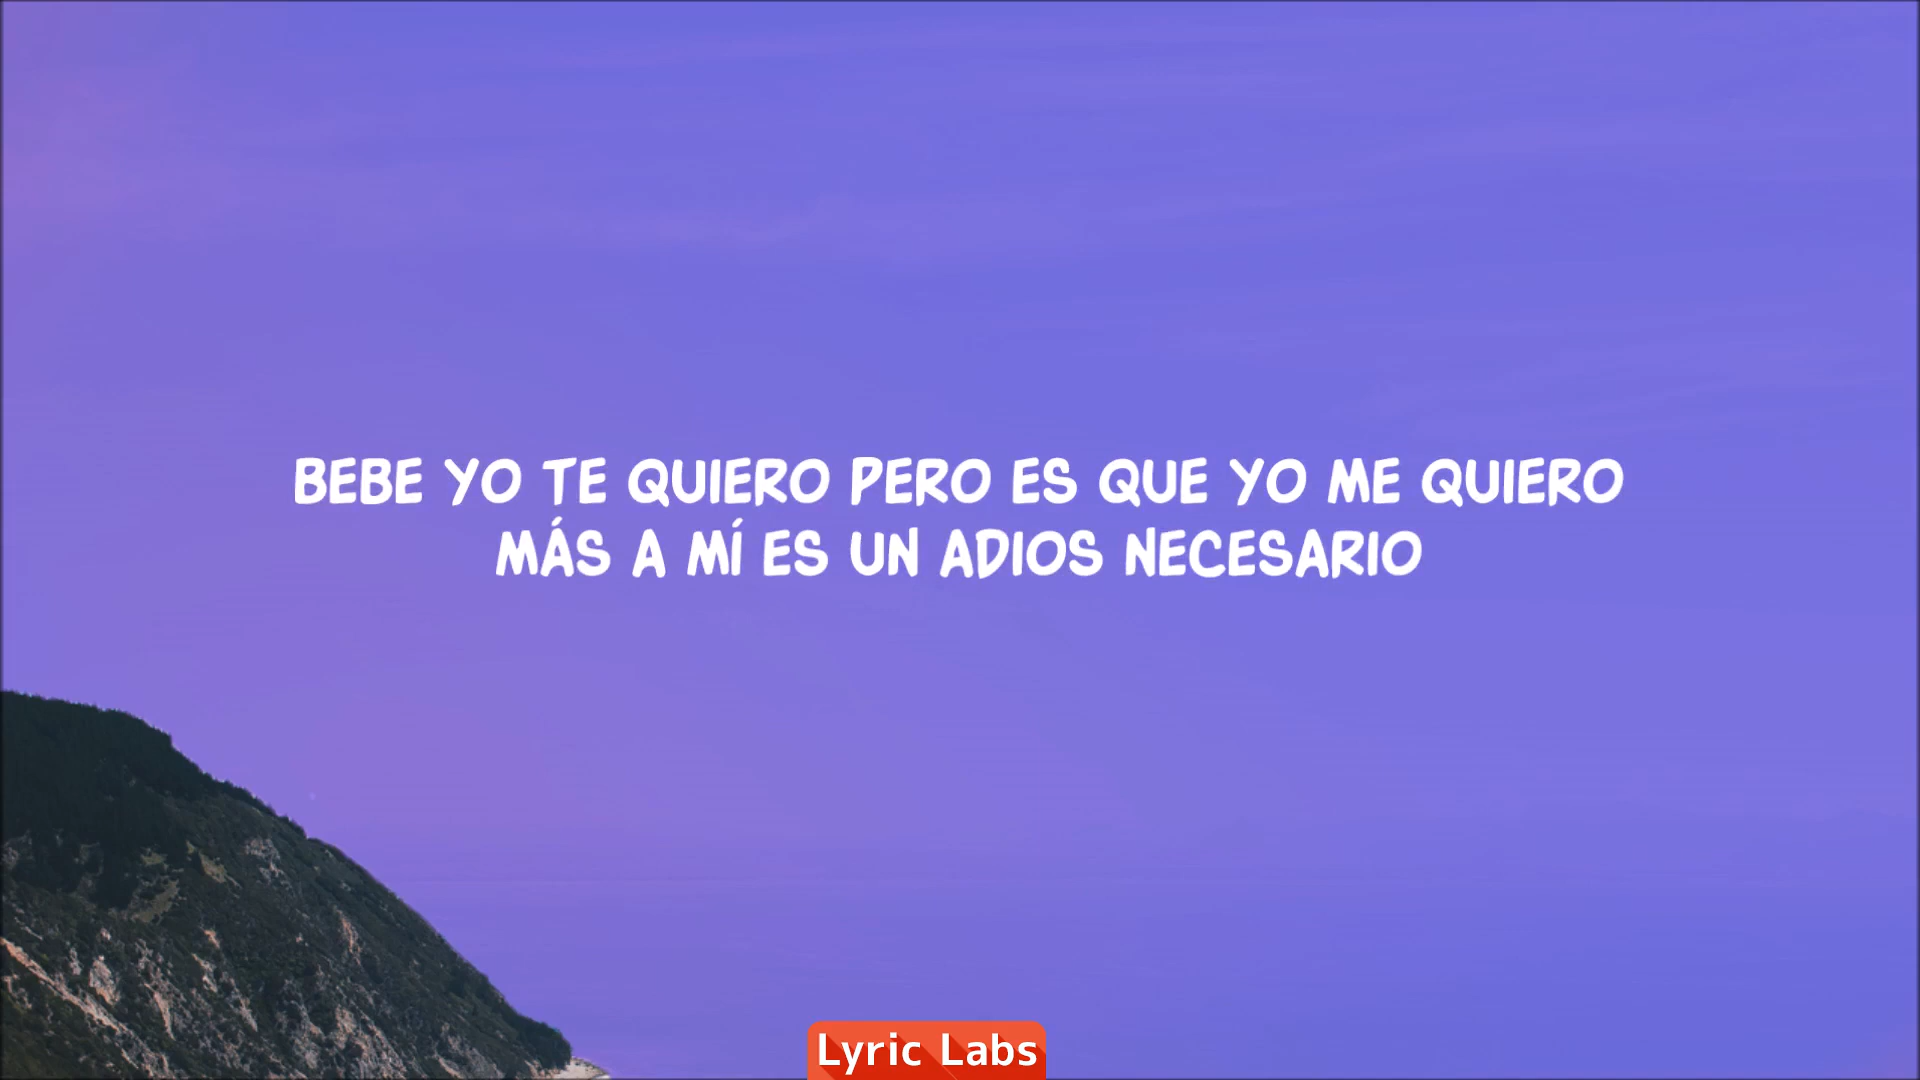 BEBE YO TE QUIERO PERO ES QUE YO ME QUIERO
MÁS A MÍ ES UN ADIOS NECESARIO
Lyric Labs